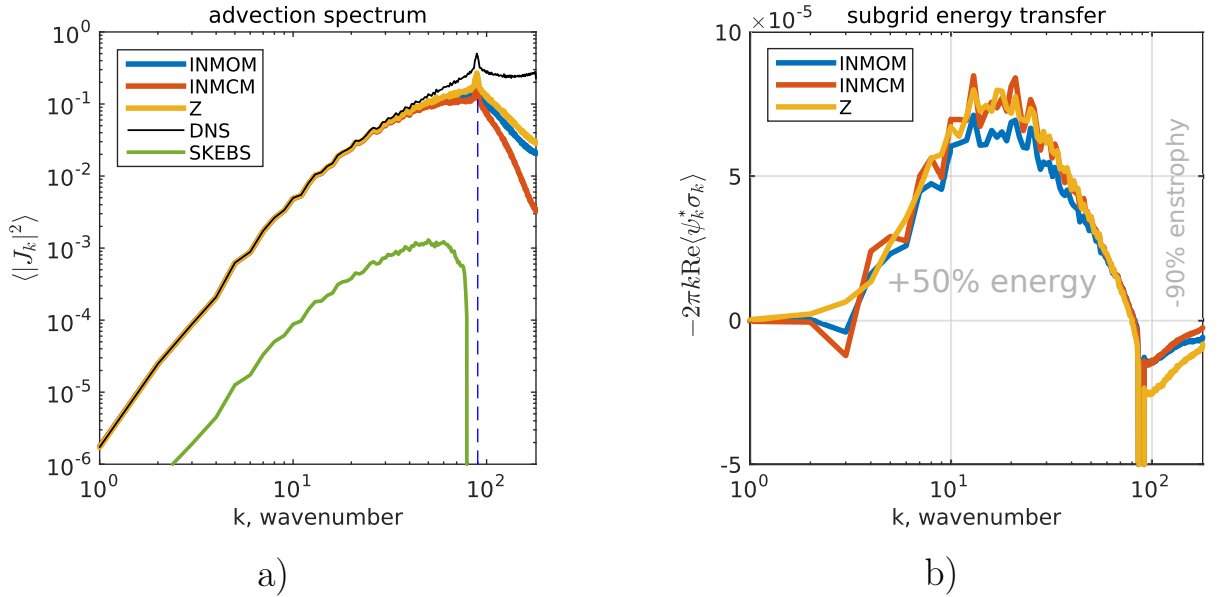 advection spectrum
10^0
10^-1
10^-2
10^-3
10^-4
10^-5
10^-6
⟨|J_k|^2⟩
INMOM
INMCM
Z
DNS
SKEBS
10^0
10^1
10^2
k, wavenumber
a)
subgrid energy transfer
×10^-5
10
5
0
-5
−2πkRe⟨ψ_k^*σ_k⟩
INMOM
INMCM
Z
+50% energy
-90% enstrophy
10^0
10^1
10^2
k, wavenumber
b)